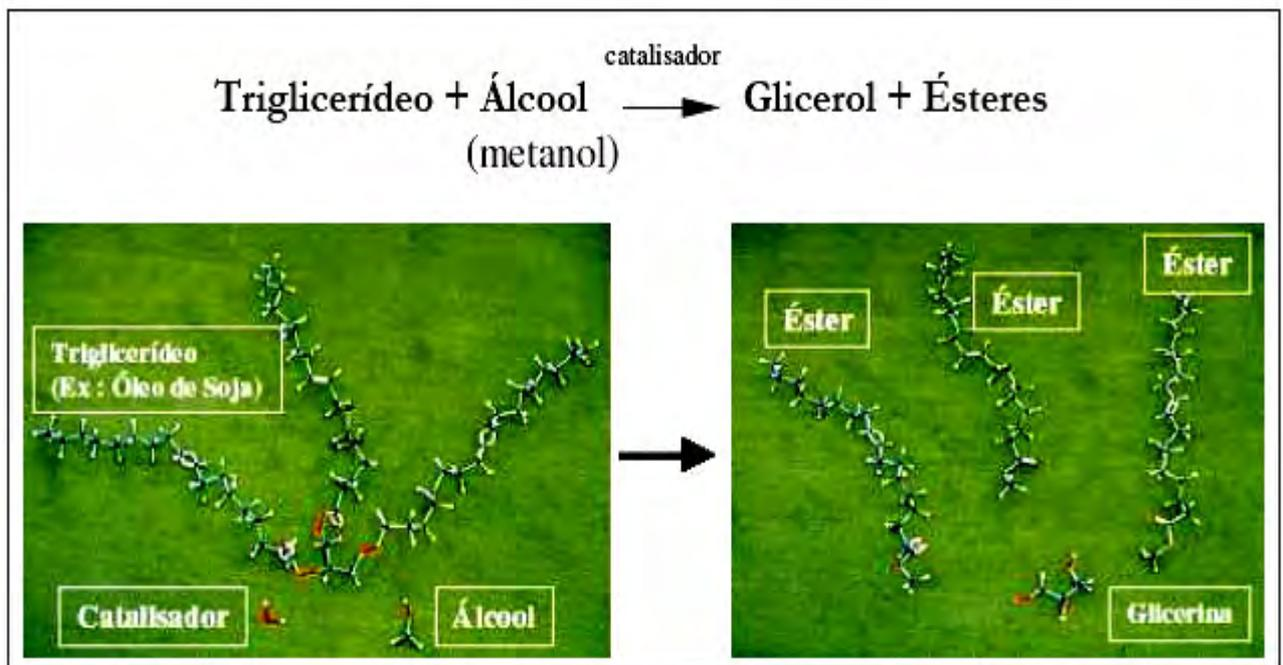 catalisador
Triglicerídeo + Álcool → Glicerol + Ésteres
(metanol)
Triglicerídeo
(Ex : Óleo de Soja)
Catalisador
Álcool
Éster
Éster
Éster
Glicerina